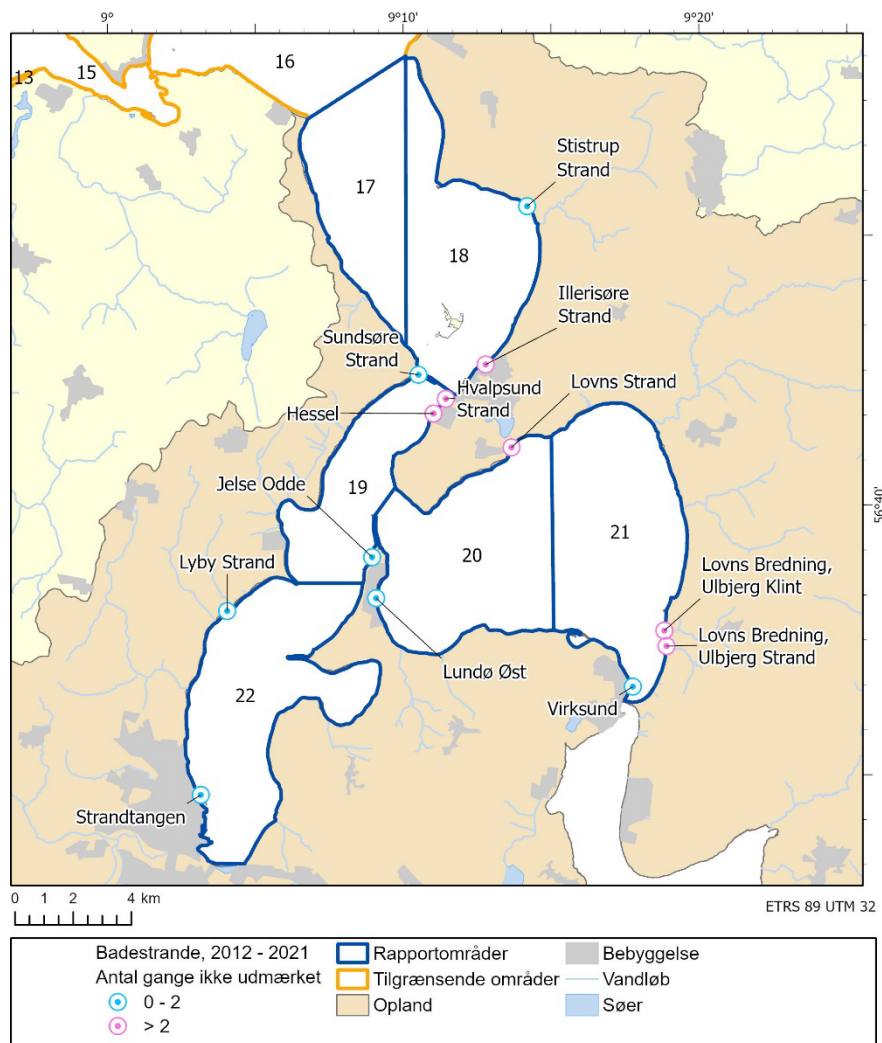 9°
9°10'
9°20'
16
15
13
Stistrup
Strand
17
18
Illerisøre
Strand
Sundsøre
Strand
Hvalpsund
Strand
Lovns Strand
Hessel
Jelse Odde
19
56°40'
20
21
Lyby Strand
Lovns Bredning,
Ulbjerg Klint
Lovns Bredning,
Ulbjerg Strand
Lundø Øst
22
Virksund
Strandtangen
0 1 2 4 km
ETRS 89 UTM 32
Badestrande, 2012 - 2021
Antal gange ikke udmærket
0 - 2
> 2
Rapportområder
Tilgrænsende områder
Opland
Bebyggelse
Vandløb
Søer